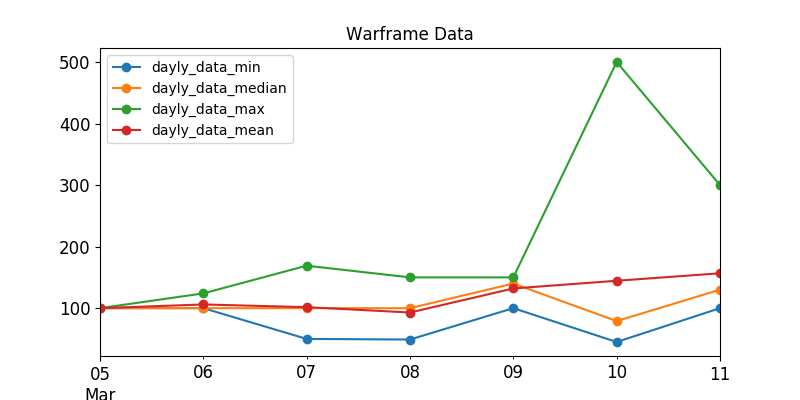 Warframe Data
dayly_data_min
dayly_data_median
dayly_data_max
dayly_data_mean
500
400
300
200
100
05 06 07 08 09 10 11
Mar